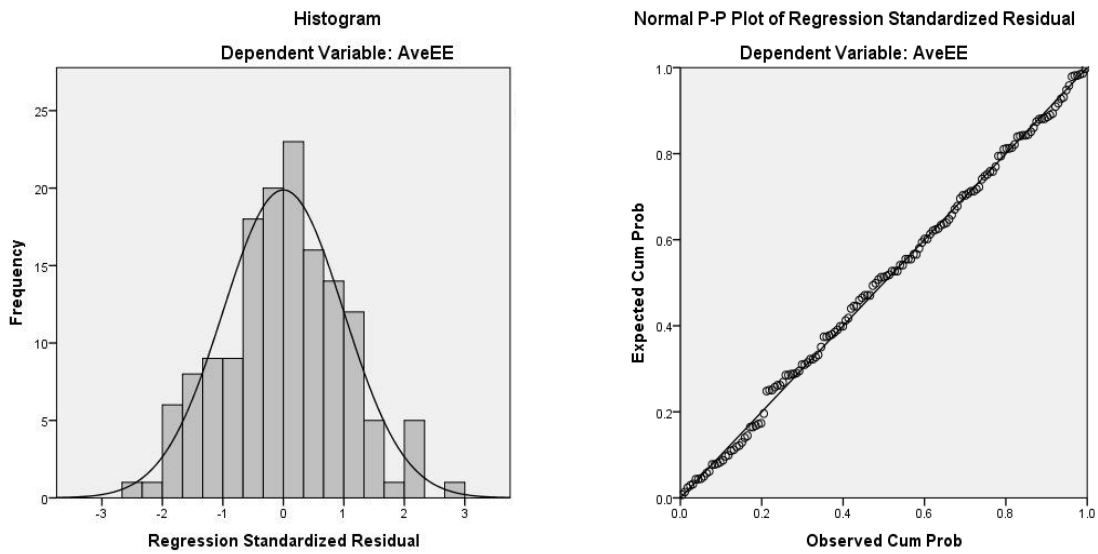 Histogram
Dependent Variable: AveEE
25
20
15
10
5
0
-3 -2 -1 0 1 2 3
Frequency
Regression Standardized Residual
Normal P-P Plot of Regression Standardized Residual
Dependent Variable: AveEE
1.0
0.8
0.6
0.4
0.2
0.0
0.0 0.2 0.4 0.6 0.8 1.0
Expected Cum Prob
Observed Cum Prob